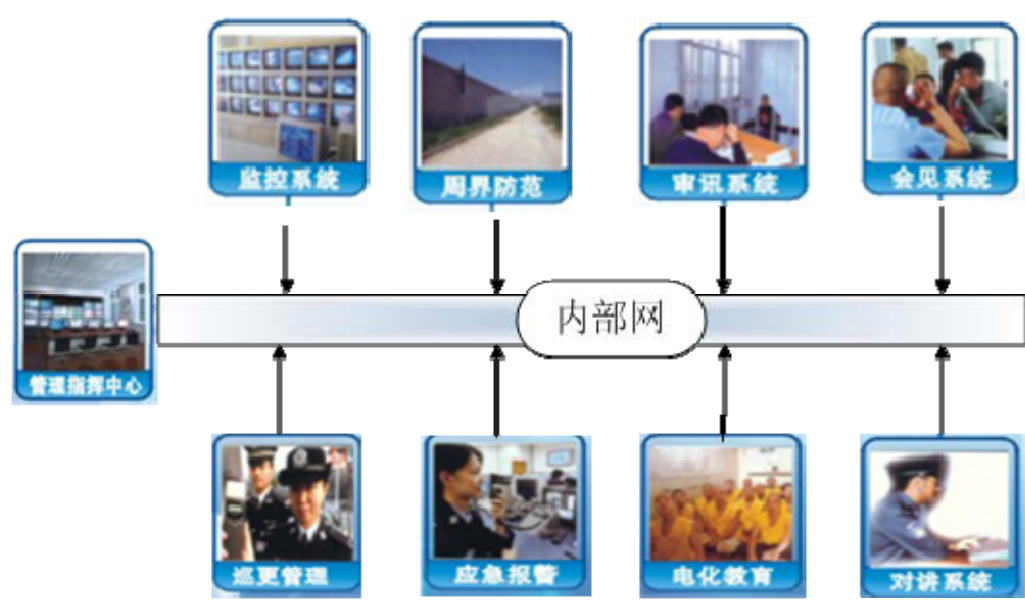 监控系统
周界防范
审讯系统
会见系统
管理指挥中心
内部网
巡更管理
应急报警
电化教育
对讲系统